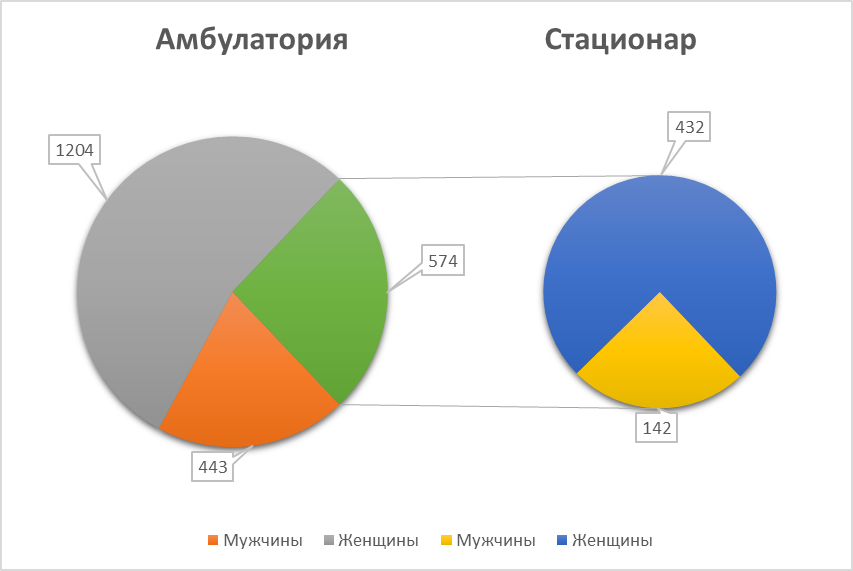 Амбулатория
Стационар
1204
432
574
142
443
Мужчины
Женщины
Мужчины
Женщины